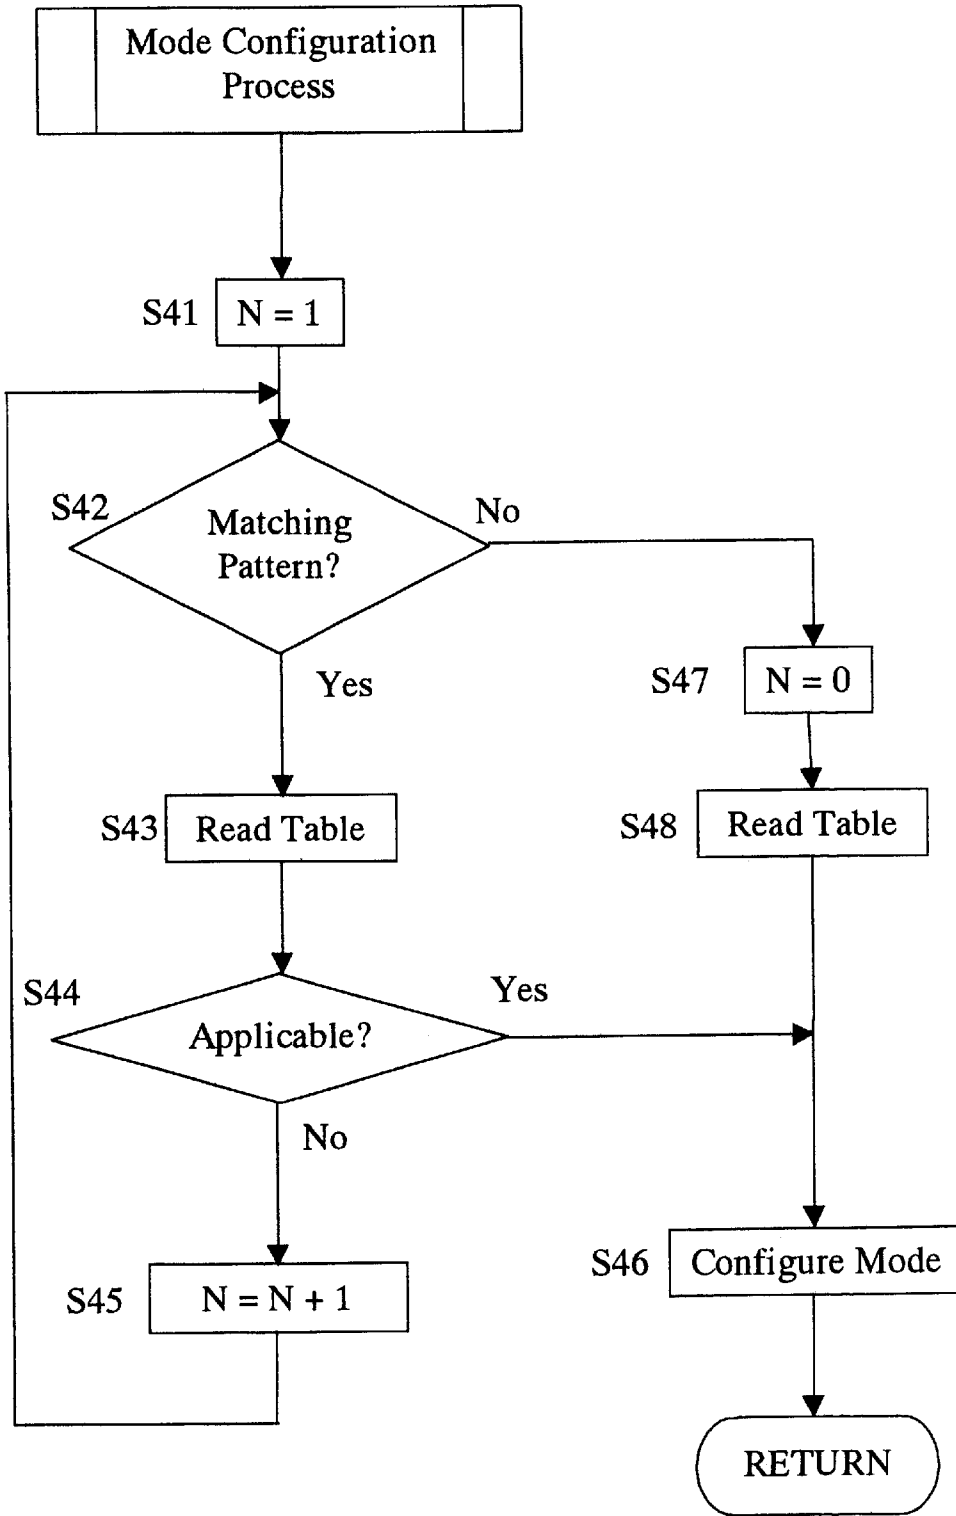 Mode Configuration
Process
S41
N = 1
S42
Matching
Pattern?
No
Yes
S47
N = 0
S43
Read Table
S48
Read Table
S44
Applicable?
Yes
No
S45
N = N + 1
S46
Configure Mode
RETURN